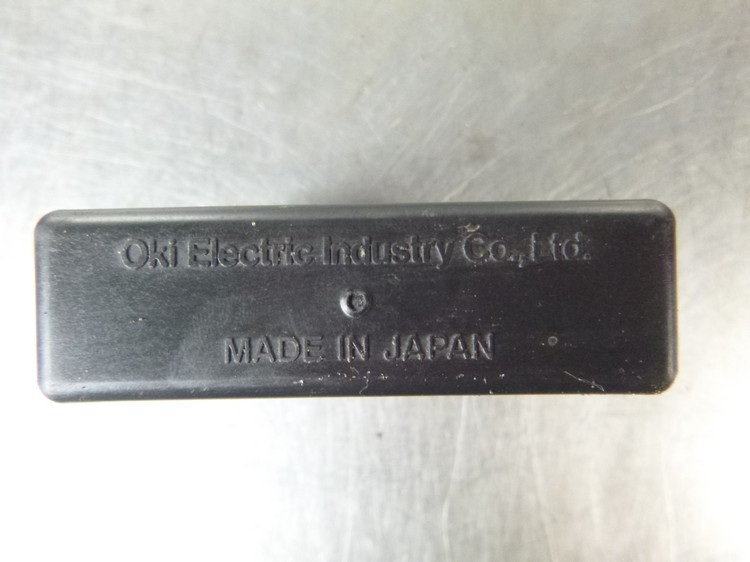 Oki Electric Industry Co., Ltd.
MADE IN JAPAN